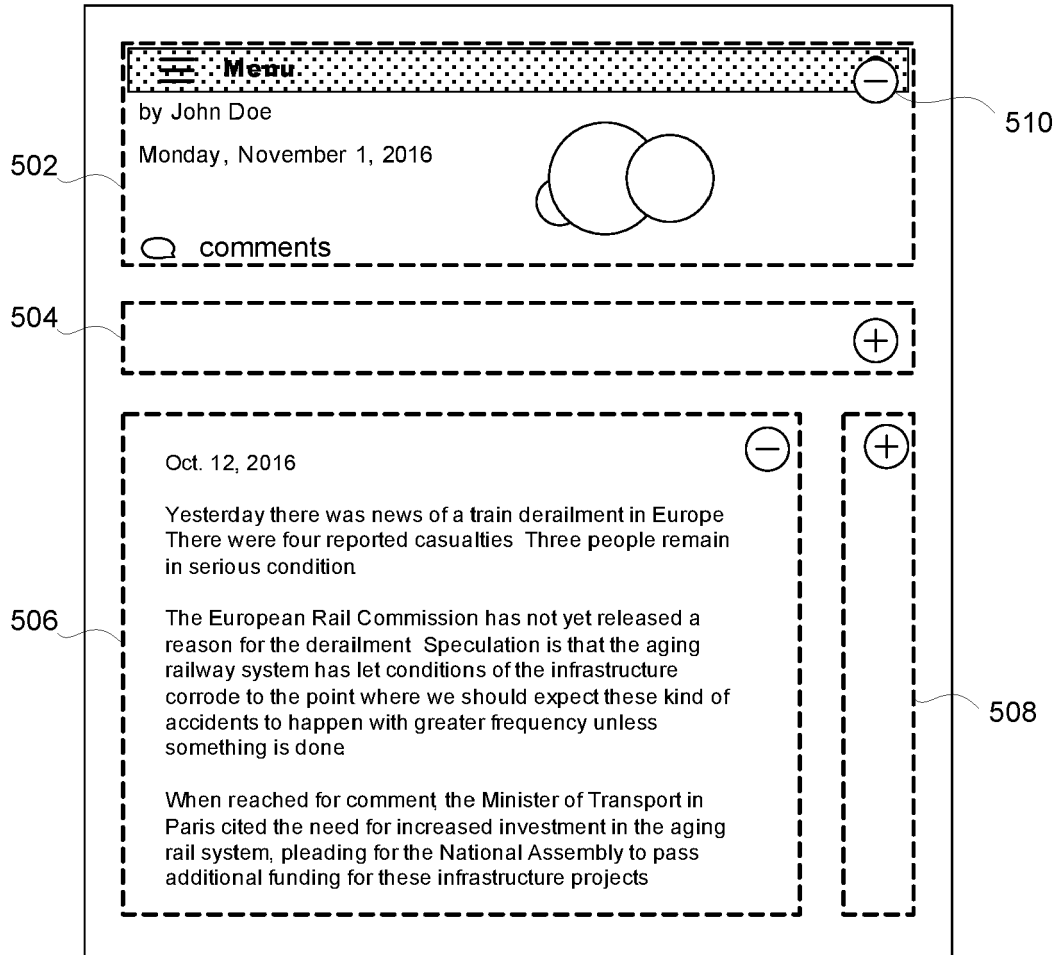 Menu
510
by John Doe
502
Monday, November 1, 2016
comments
504
Oct. 12, 2016
Yesterday there was news of a train derailment in Europe
There were four reported casualties Three people remain
in serious condition
506
The European Rail Commission has not yet released a
reason for the derailment Speculation is that the aging
railway system has let conditions of the infrastructure
corrode to the point where we should expect these kind of
accidents to happen with greater frequency unless
something is done
508
When reached for comment, the Minister of Transport in
Paris cited the need for increased investment in the aging
rail system, pleading for the National Assembly to pass
additional funding for these infrastructure projects